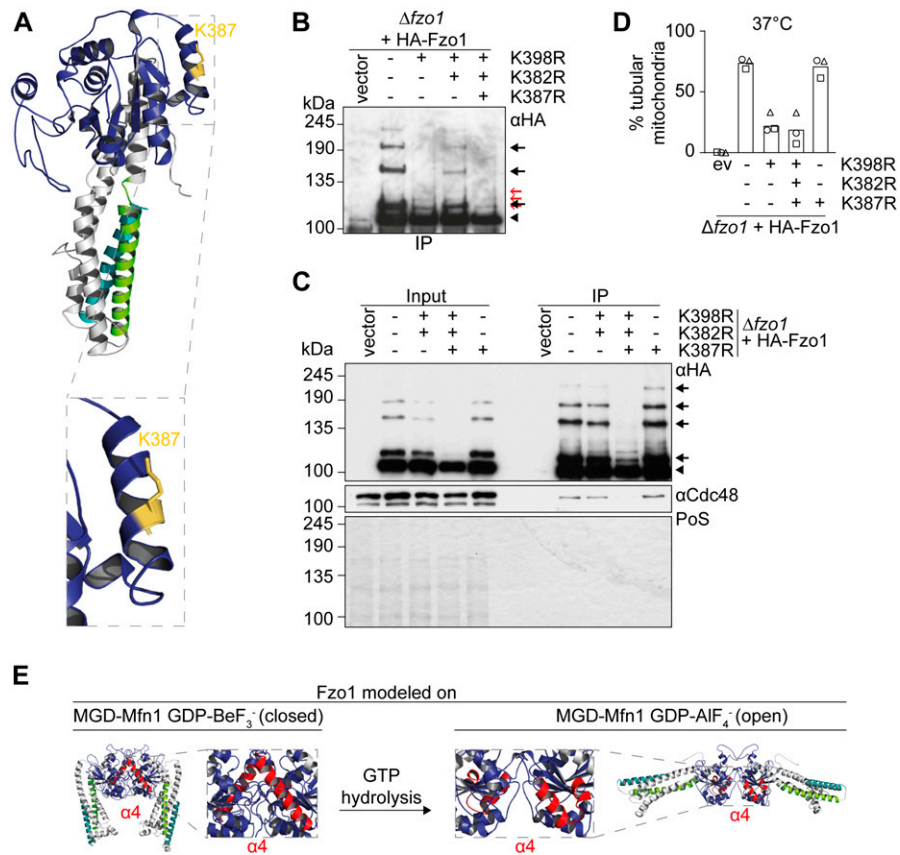 A
K387
K387
B
Δfzo1
+ HA-Fzo1
vector
- + - + K398R
- - + + K382R
- - - + K387R
kDa
αHA
245
190
135
100
IP
D
37°C
% tubular mitochondria
100
50
0
ev - + + - K398R
- - + - K382R
- - + + K387R
Δfzo1 + HA-Fzo1
C
Input
IP
vector - + + - vector - + + - K398R
- + + - - + + - K382R
- - + + - - + + K387R
Δfzo1
+ HA-Fzo1
kDa
αHA
245
190
135
100
αCdc48
100
PoS
245
190
135
100
E
Fzo1 modeled on
MGD-Mfn1 GDP-BeF3- (closed)
MGD-Mfn1 GDP-AlF4- (open)
GTP
hydrolysis
α4
α4
α4
α4